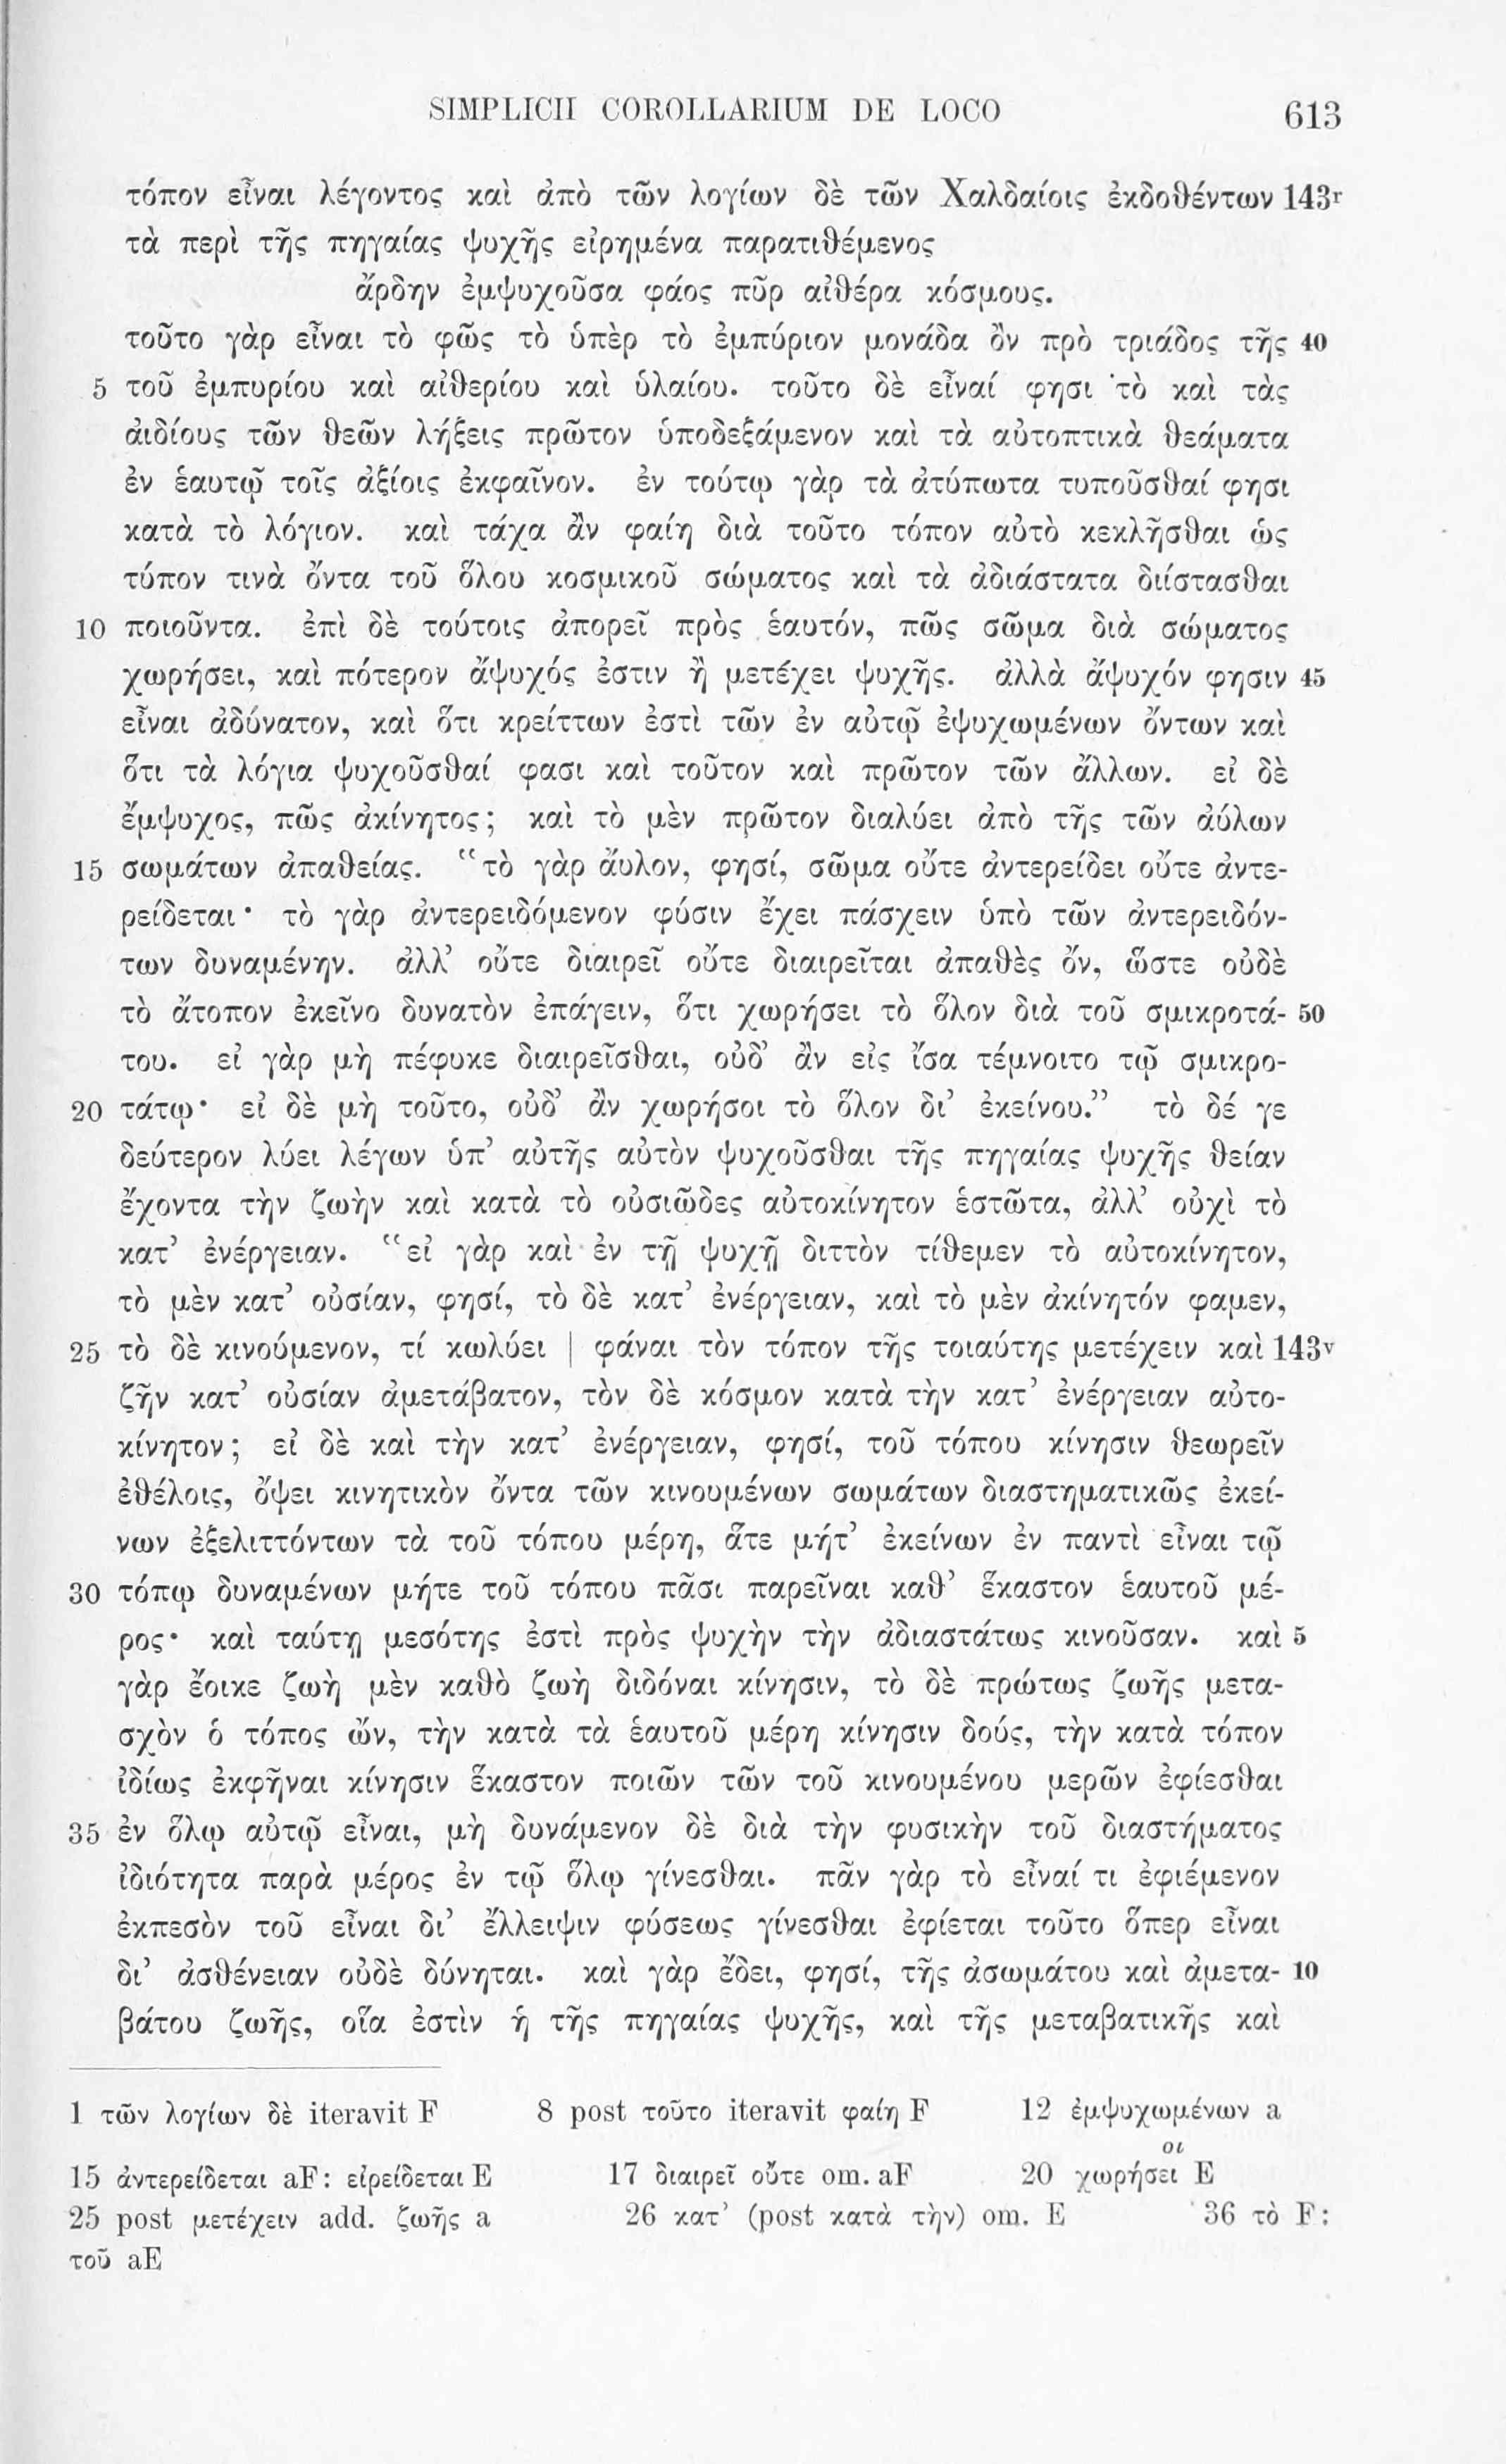 SIMPLICII COROLLARIUM DE LOCO 613
τόπον εἶναι λέγοντος καὶ ἀπὸ τῶν λογίων δὲ τῶν Χαλδαίοις ἐκδοθέντων 143r
τὰ περὶ τῆς πηγαίας ψυχῆς εἰρημένα παρατιθέμενος
ἄρδην ἐμψυχοῦσα φάος πῦρ αἰθέρα κόσμους.
τοῦτο γὰρ εἶναι τὸ φῶς τὸ ὑπὲρ τὸ ἐμπύριον μονάδα ὂν πρὸ τριάδος τῆς 40
5 τοῦ ἐμπυρίου καὶ αἰθερίου καὶ ὑλαίου. τοῦτο δὲ εἶναί φησι τὸ καὶ τὰς
ἀιδίους τῶν θεῶν λήξεις πρῶτον ὑποδεξάμενον καὶ τὰ αὐτοπτικὰ θεάματα
ἐν ἑαυτῷ τοῖς ἀξίοις ἐκφαῖνον. ἐν τούτῳ γὰρ τὰ ἀτύπωτα τυποῦσθαί φησι
κατὰ τὸ λόγιον. καὶ τάχα ἂν φαίη διὰ τοῦτο τόπον αὐτὸ κεκλῆσθαι ὡς
τύπον τινὰ ὄντα τοῦ ὅλου κοσμικοῦ σώματος καὶ τὰ ἀδιάστατα διίστασθαι
10 ποιοῦντα. ἐπὶ δὲ τούτοις ἀπορεῖ πρὸς ἑαυτόν, πῶς σῶμα διὰ σώματος
χωρήσει, καὶ πότερον ἄψυχός ἐστιν ἢ μετέχει ψυχῆς. ἀλλὰ ἄψυχόν φησιν 45
εἶναι ἀδύνατον, καὶ ὅτι κρείττων ἐστὶ τῶν ἐν αὐτῷ ἐψυχωμένων ὄντων καὶ
ὅτι τὰ λόγια ψυχοῦσθαί φασι καὶ τοῦτον καὶ πρῶτον τῶν ἄλλων. εἰ δὲ
ἔμψυχος, πῶς ἀκίνητος; καὶ τὸ μὲν πρῶτον διαλύει ἀπὸ τῆς τῶν ἀύλων
15 σωμάτων ἀπαθείας. “τὸ γὰρ ἄυλον, φησί, σῶμα οὔτε ἀντερείδει οὔτε ἀντε-
ρείδεται· τὸ γὰρ ἀντερειδόμενον φύσιν ἔχει πάσχειν ὑπὸ τῶν ἀντερειδόν-
των δυναμένην. ἀλλ’ οὔτε διαιρεῖ οὔτε διαιρεῖται ἀπαθὲς ὄν, ὥστε οὐδὲ
τὸ ἄτοπον ἐκεῖνο δυνατὸν ἐπάγειν, ὅτι χωρήσει τὸ ὅλον διὰ τοῦ σμικροτά- 50
του. εἰ γὰρ μὴ πέφυκε διαιρεῖσθαι, οὐδ’ ἂν εἰς ἴσα τέμνοιτο τῷ σμικρο-
20 τάτῳ· εἰ δὲ μὴ τοῦτο, οὐδ’ ἂν χωρήσοι τὸ ὅλον δι’ ἐκείνου.” τὸ δέ γε
δεύτερον λύει λέγων ὑπ’ αὐτῆς αὐτὸν ψυχοῦσθαι τῆς πηγαίας ψυχῆς θείαν
ἔχοντα τὴν ζωὴν καὶ κατὰ τὸ οὐσιῶδες αὐτοκίνητον ἑστῶτα, ἀλλ’ οὐχὶ τὸ
κατ’ ἐνέργειαν. “εἰ γὰρ καὶ ἐν τῇ ψυχῇ διττὸν τίθεμεν τὸ αὐτοκίνητον,
τὸ μὲν κατ’ οὐσίαν, φησί, τὸ δὲ κατ’ ἐνέργειαν, καὶ τὸ μὲν ἀκίνητόν φαμεν,
25 τὸ δὲ κινούμενον, τί κωλύει | φάναι τὸν τόπον τῆς τοιαύτης μετέχειν καὶ 143v
ζῆν κατ’ οὐσίαν ἀμετάβατον, τὸν δὲ κόσμον κατὰ τὴν κατ’ ἐνέργειαν αὐτο-
κίνητον; εἰ δὲ καὶ τὴν κατ’ ἐνέργειαν, φησί, τοῦ τόπου κίνησιν θεωρεῖν
ἐθέλοις, ὄψει κινητικὸν ὄντα τῶν κινουμένων σωμάτων διαστηματικῶς ἐκεί-
νων ἐξελιττόντων τὰ τοῦ τόπου μέρη, ἅτε μήτ’ ἐκείνων ἐν παντὶ εἶναι τῷ
30 τόπῳ δυναμένων μήτε τοῦ τόπου πᾶσι παρεῖναι καθ’ ἕκαστον ἑαυτοῦ μέ-
ρος· καὶ ταύτῃ μεσότης ἐστὶ πρὸς ψυχὴν τὴν ἀδιαστάτως κινοῦσαν. καὶ 5
γὰρ ἔοικε ζωὴ μὲν καθὸ ζωὴ διδόναι κίνησιν, τὸ δὲ πρώτως ζωῆς μετα-
σχὸν ὁ τόπος ὤν, τὴν κατὰ τὰ ἑαυτοῦ μέρη κίνησιν δούς, τὴν κατὰ τόπον
ἰδίως ἐκφῆναι κίνησιν ἕκαστον ποιῶν τῶν τοῦ κινουμένου μερῶν ἐφίεσθαι
35 ἐν ὅλῳ αὐτῷ εἶναι, μὴ δυνάμενον δὲ διὰ τὴν φυσικὴν τοῦ διαστήματος
ἰδιότητα παρὰ μέρος ἐν τῷ ὅλῳ γίνεσθαι. πᾶν γὰρ τὸ εἶναί τι ἐφιέμενον
ἐκπεσὸν τοῦ εἶναι δι’ ἔλλειψιν φύσεως γίνεσθαι ἐφίεται τοῦτο ὅπερ εἶναι
δι’ ἀσθένειαν οὐδὲ δύνηται. καὶ γὰρ ἔδει, φησί, τῆς ἀσωμάτου καὶ ἀμετα- 10
βάτου ζωῆς, οἵα ἐστὶν ἡ τῆς πηγαίας ψυχῆς, καὶ τῆς μεταβατικῆς καὶ
1 τῶν λογίων δὲ iteravit F 8 post τοῦτο iteravit φαίη F 12 ἐμψυχωμένων a
οι
15 ἀντερείδεται aF: εἰρείδεται E 17 διαιρεῖ οὔτε om. aF 20 χωρήσει E
25 post μετέχειν add. ζωῆς a 26 κατ’ (post κατὰ τὴν) om. E 36 τὸ F:
τοῦ aE